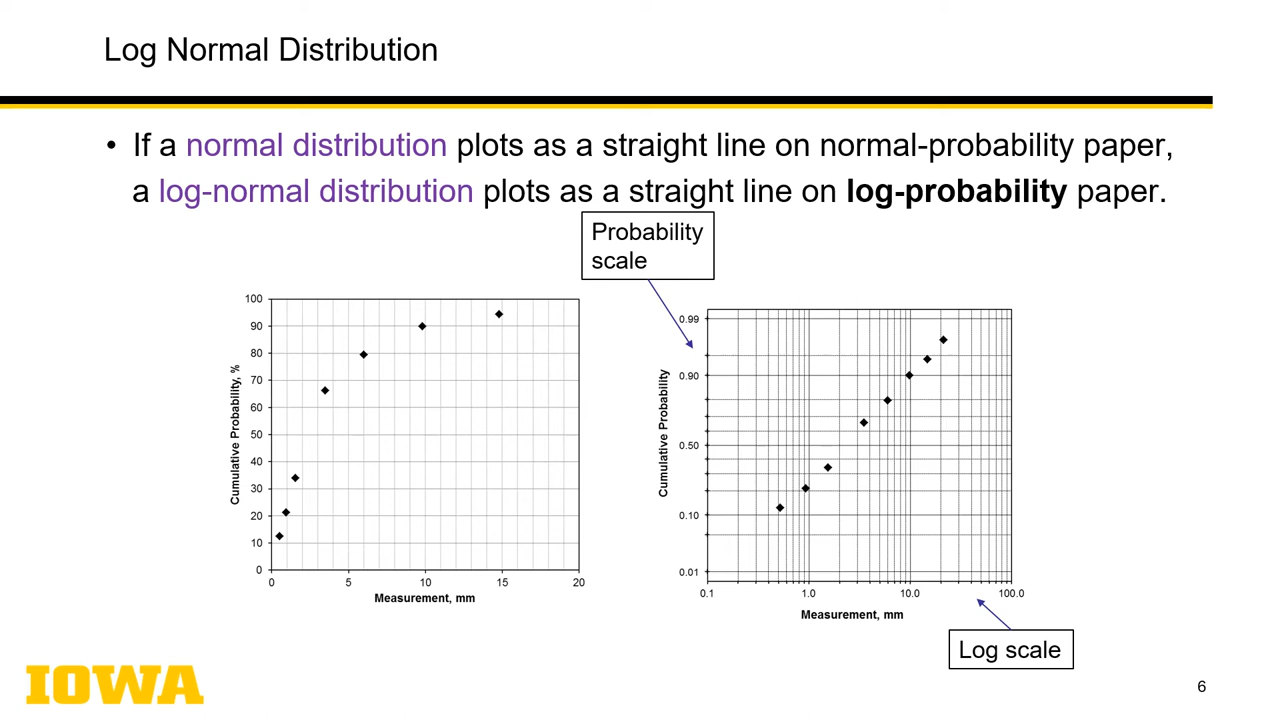 Log Normal Distribution
• If a normal distribution plots as a straight line on normal-probability paper,
a log-normal distribution plots as a straight line on log-probability paper.
Probability
scale
100
90
80
70
60
50
40
30
20
10
0
0 5 10 15 20
Cumulative Probability, %
Measurement, mm
0.99
0.90
0.50
0.10
0.01
0.1 1.0 10.0 100.0
Cumulative Probability
Measurement, mm
Log scale
IOWA
6